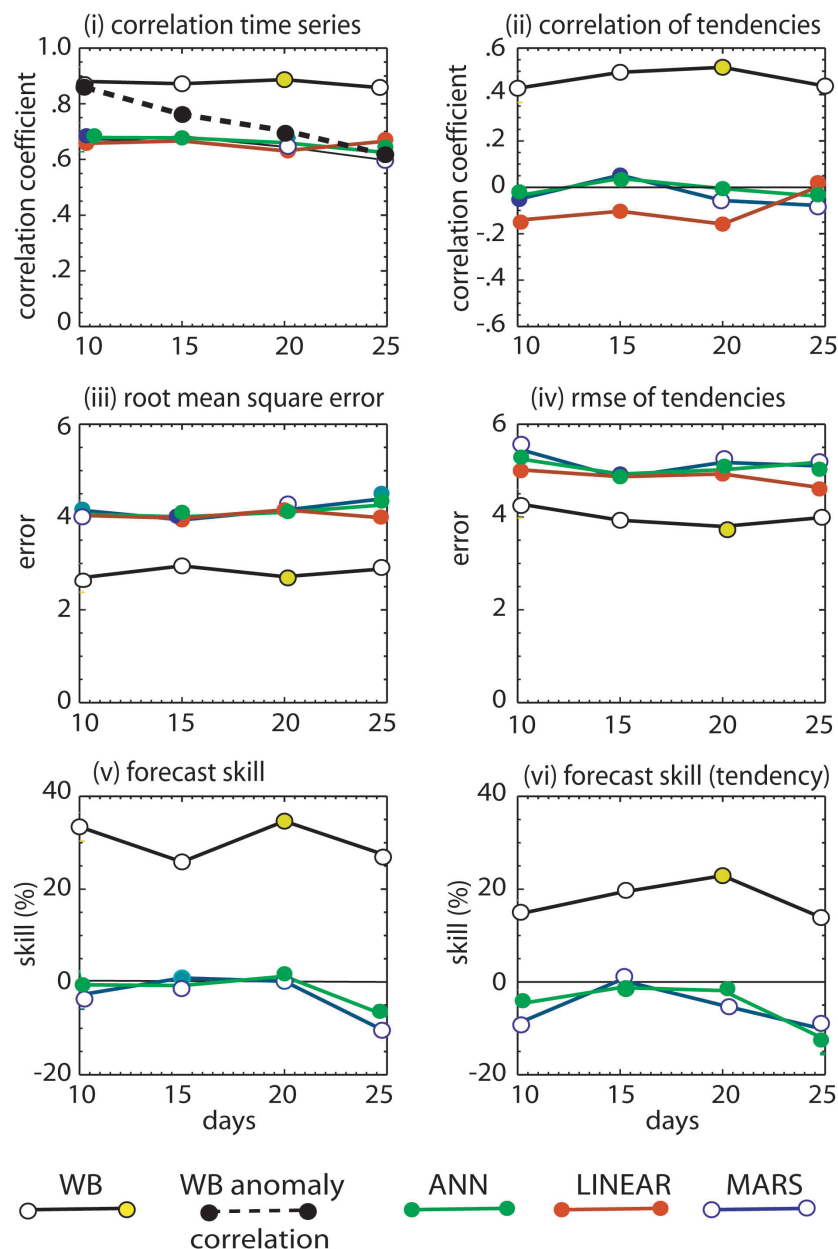 (i) correlation time series
correlation coefficient
1.0
.8
.6
.4
.2
0
10 15 20 25
(ii) correlation of tendencies
correlation coefficient
.6
.4
.2
0
-.2
-.4
-.6
10 15 20 25
(iii) root mean square error
error
6
4
2
0
10 15 20 25
(iv) rmse of tendencies
error
6
4
2
0
10 15 20 25
(v) forecast skill
skill (%)
40
20
0
-20
10 15 20 25
days
(vi) forecast skill (tendency)
skill (%)
40
20
0
-20
10 15 20 25
days
WB
WB anomaly
correlation
ANN
LINEAR
MARS